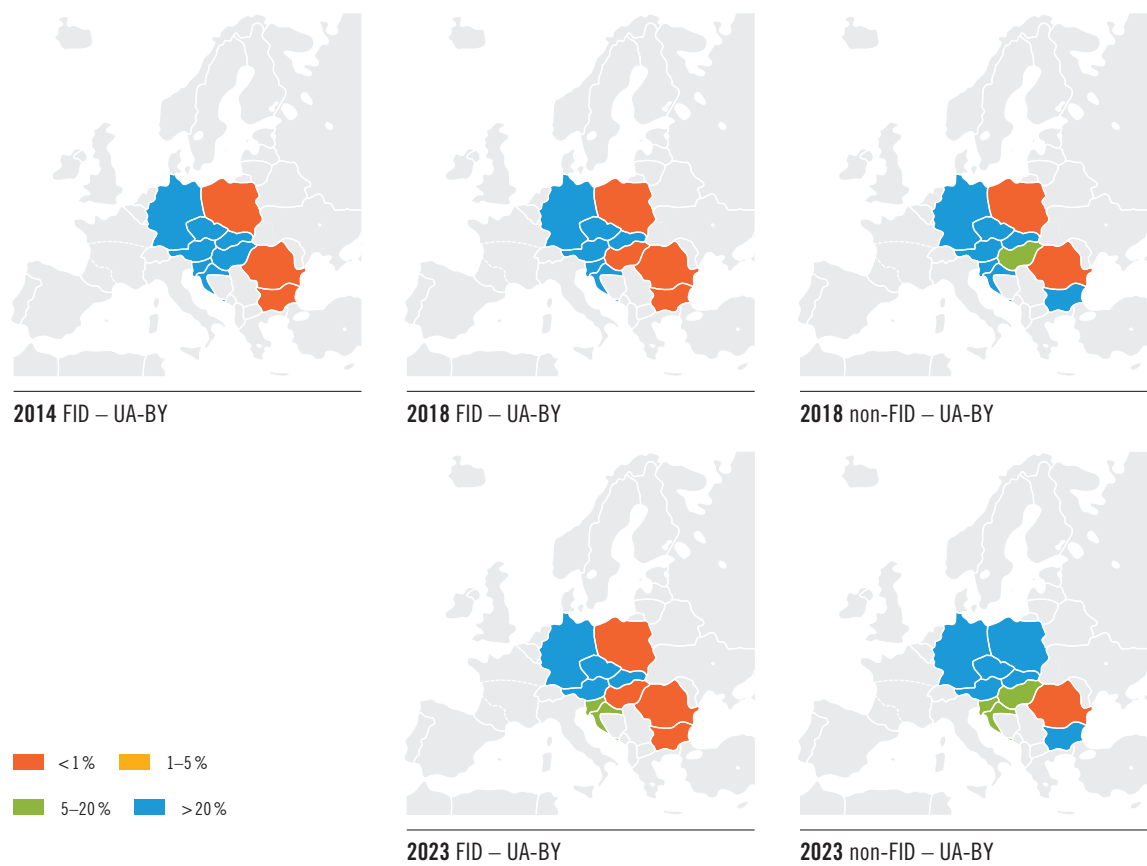 2014 FID – UA-BY
2018 FID – UA-BY
2018 non-FID – UA-BY
<1 %
1–5 %
5–20 %
>20 %
2023 FID – UA-BY
2023 non-FID – UA-BY